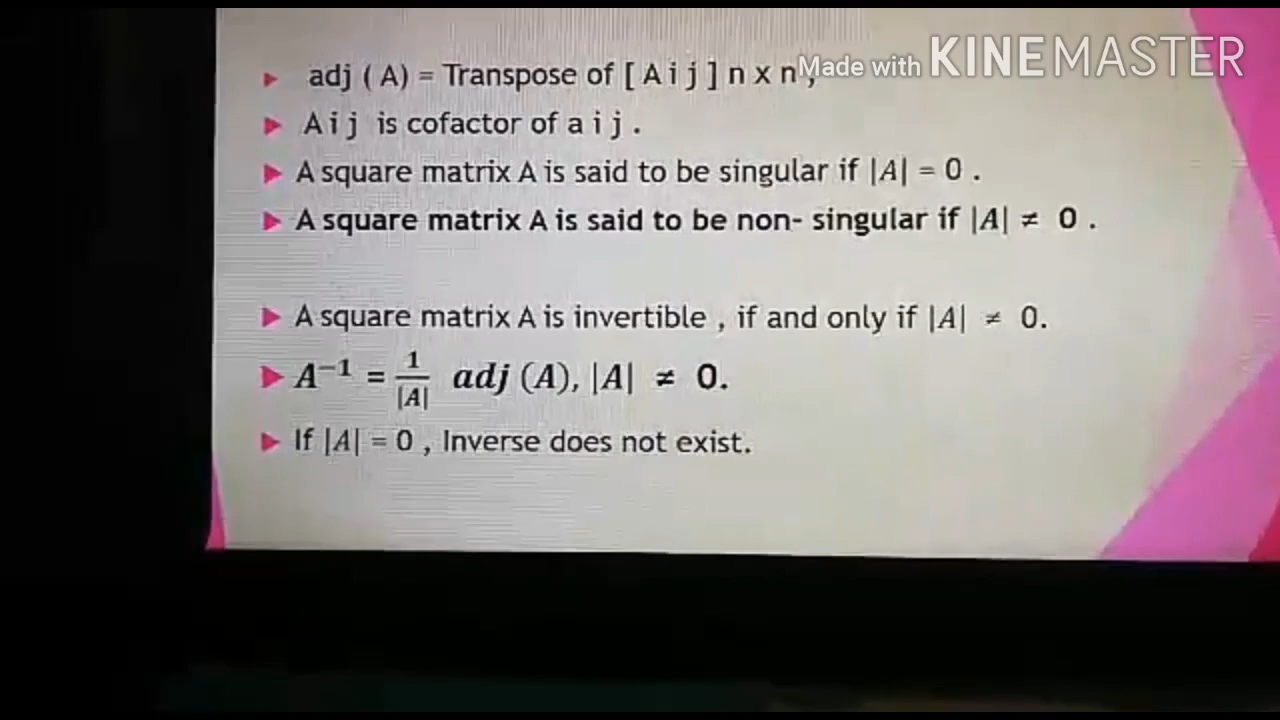 adj ( A) = Transpose of [ A i j ] n x n ,
Made with KINEMASTER
A i j is cofactor of a i j .
A square matrix A is said to be singular if |A| = 0 .
A square matrix A is said to be non- singular if |A| ≠ 0 .
A square matrix A is invertible , if and only if |A| ≠ 0.
A⁻¹ = 1/|A| adj (A), |A| ≠ 0.
If |A| = 0 , Inverse does not exist.